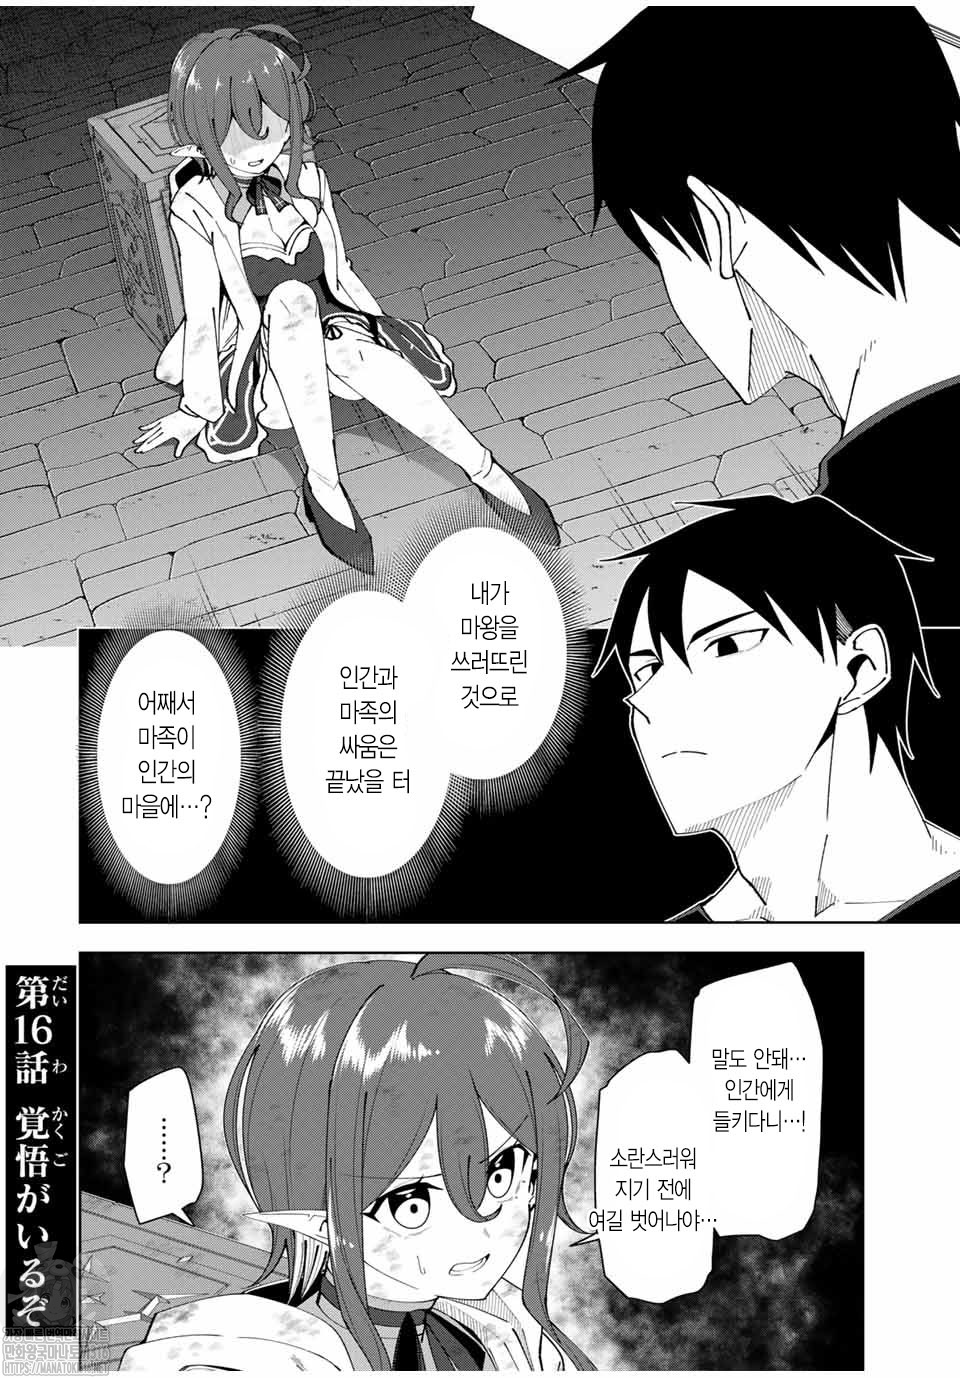 내가
마왕을
쓰러뜨린
것으로
인간과
마족의
싸움은
끝났을 터
어째서
마족이
인간의
마을에…?
말도 안돼…
인간에게
들키다니…!
소란스러워
지기 전에
여길 벗어나야…
……?
第16話 覚悟がいるぞ
だい わ かくご
HTTPS://MANATOKI310.NET